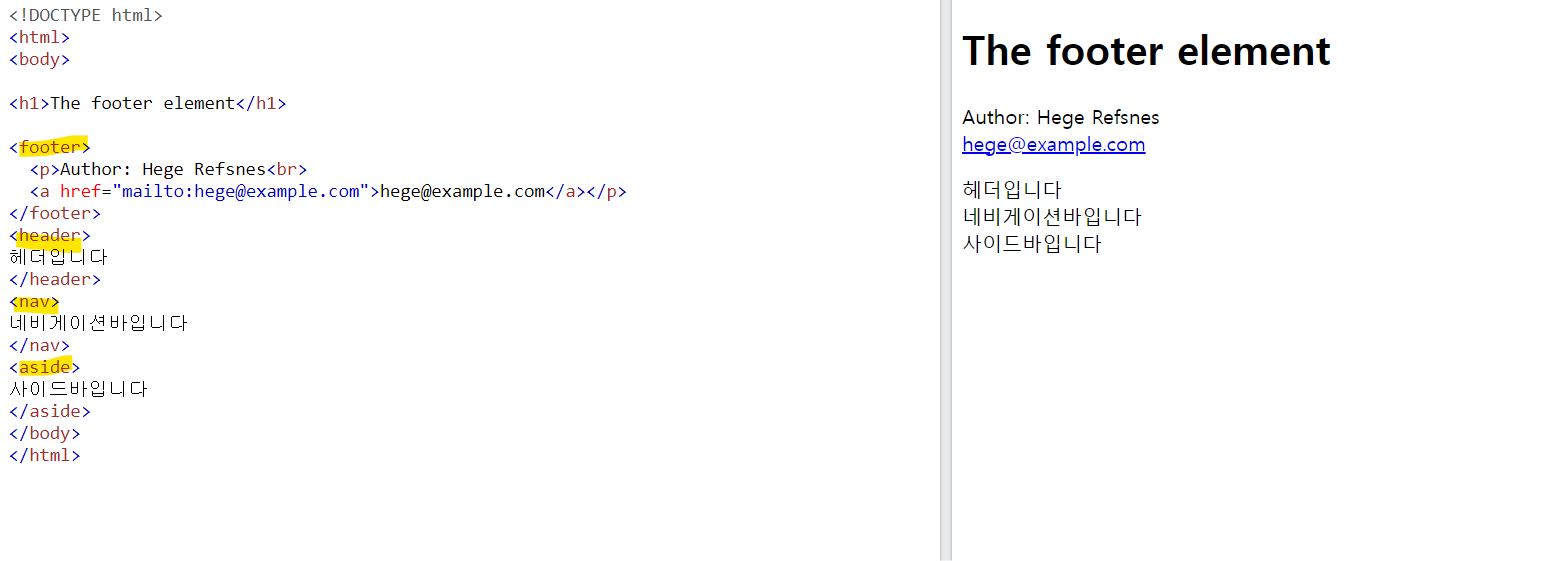 <!DOCTYPE html>
<html>
<body>
<h1>The footer element</h1>
<footer>
<p>Author: Hege Refsnes<br>
<a href="mailto:hege@example.com">hege@example.com</a></p>
</footer>
<header>
헤더입니다
</header>
<nav>
네비게이션바입니다
</nav>
<aside>
사이드바입니다
</aside>
</body>
</html>
The footer element
Author: Hege Refsnes
hege@example.com
헤더입니다
네비게이션바입니다
사이드바입니다